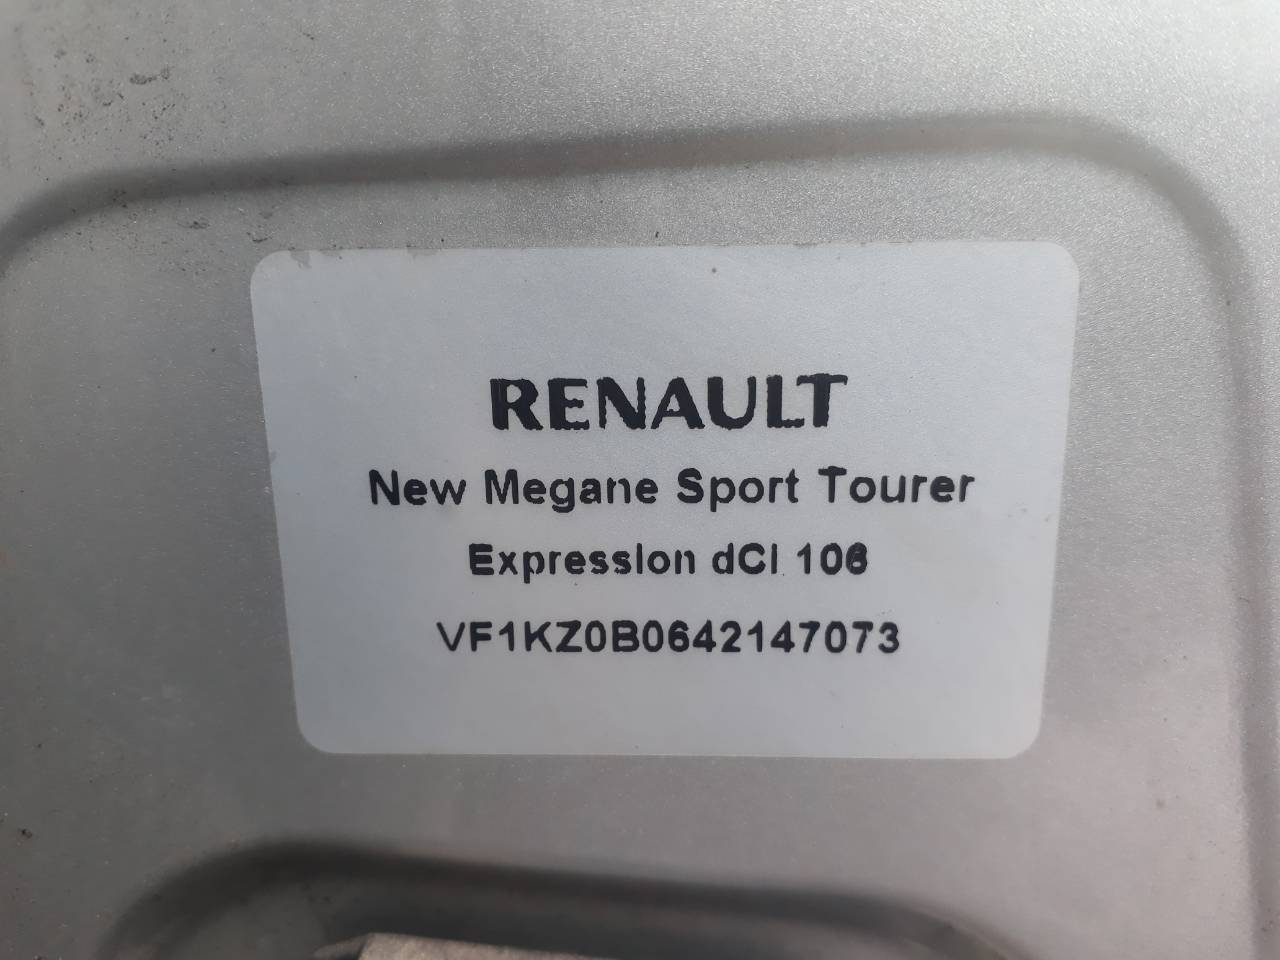 RENAULT
New Megane Sport Tourer
Expression dCi 106
VF1KZ0B0642147073